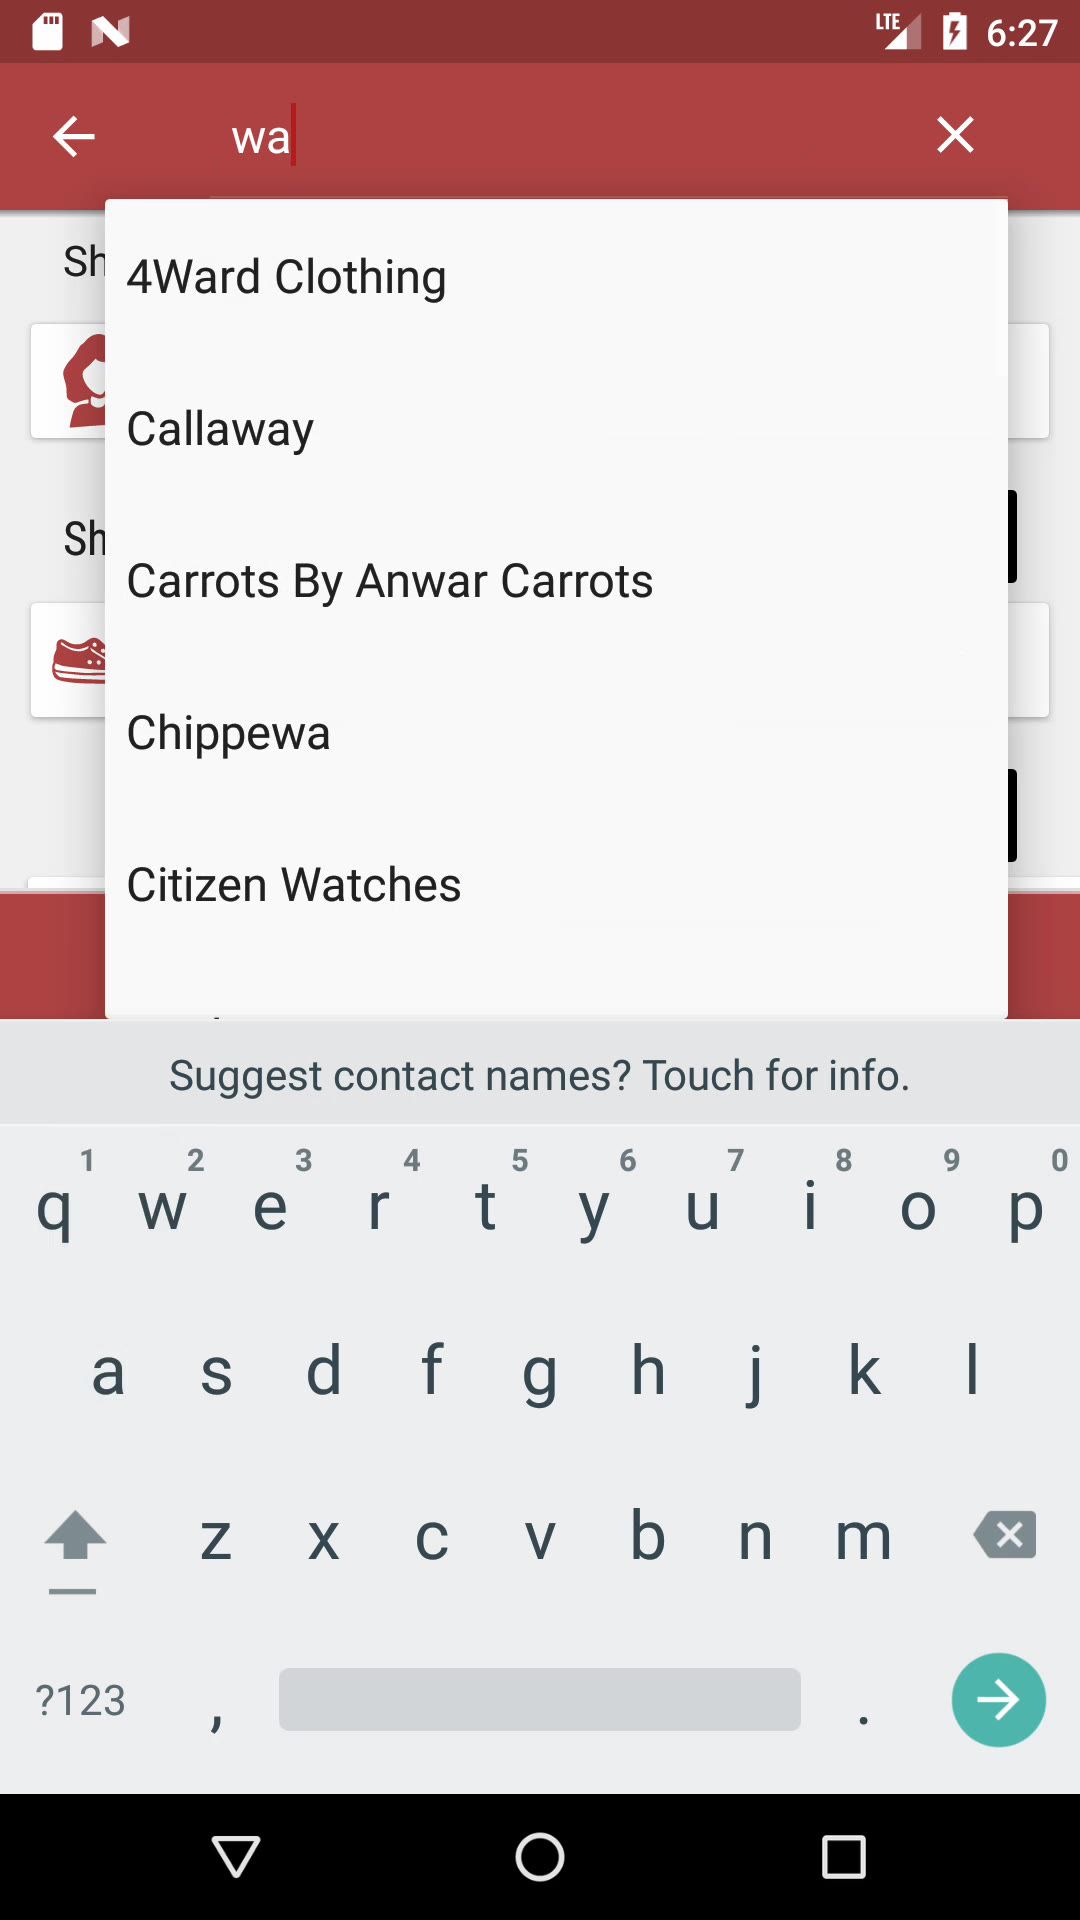 LTE 6:27
wa
Sh
4Ward Clothing
Callaway
Carrots By Anwar Carrots
Sh
Chippewa
Citizen Watches
Suggest contact names? Touch for info.
1 2 3 4 5 6 7 8 9 0
q w e r t y u i o p
a s d f g h j k l
z x c v b n m
?123 , .